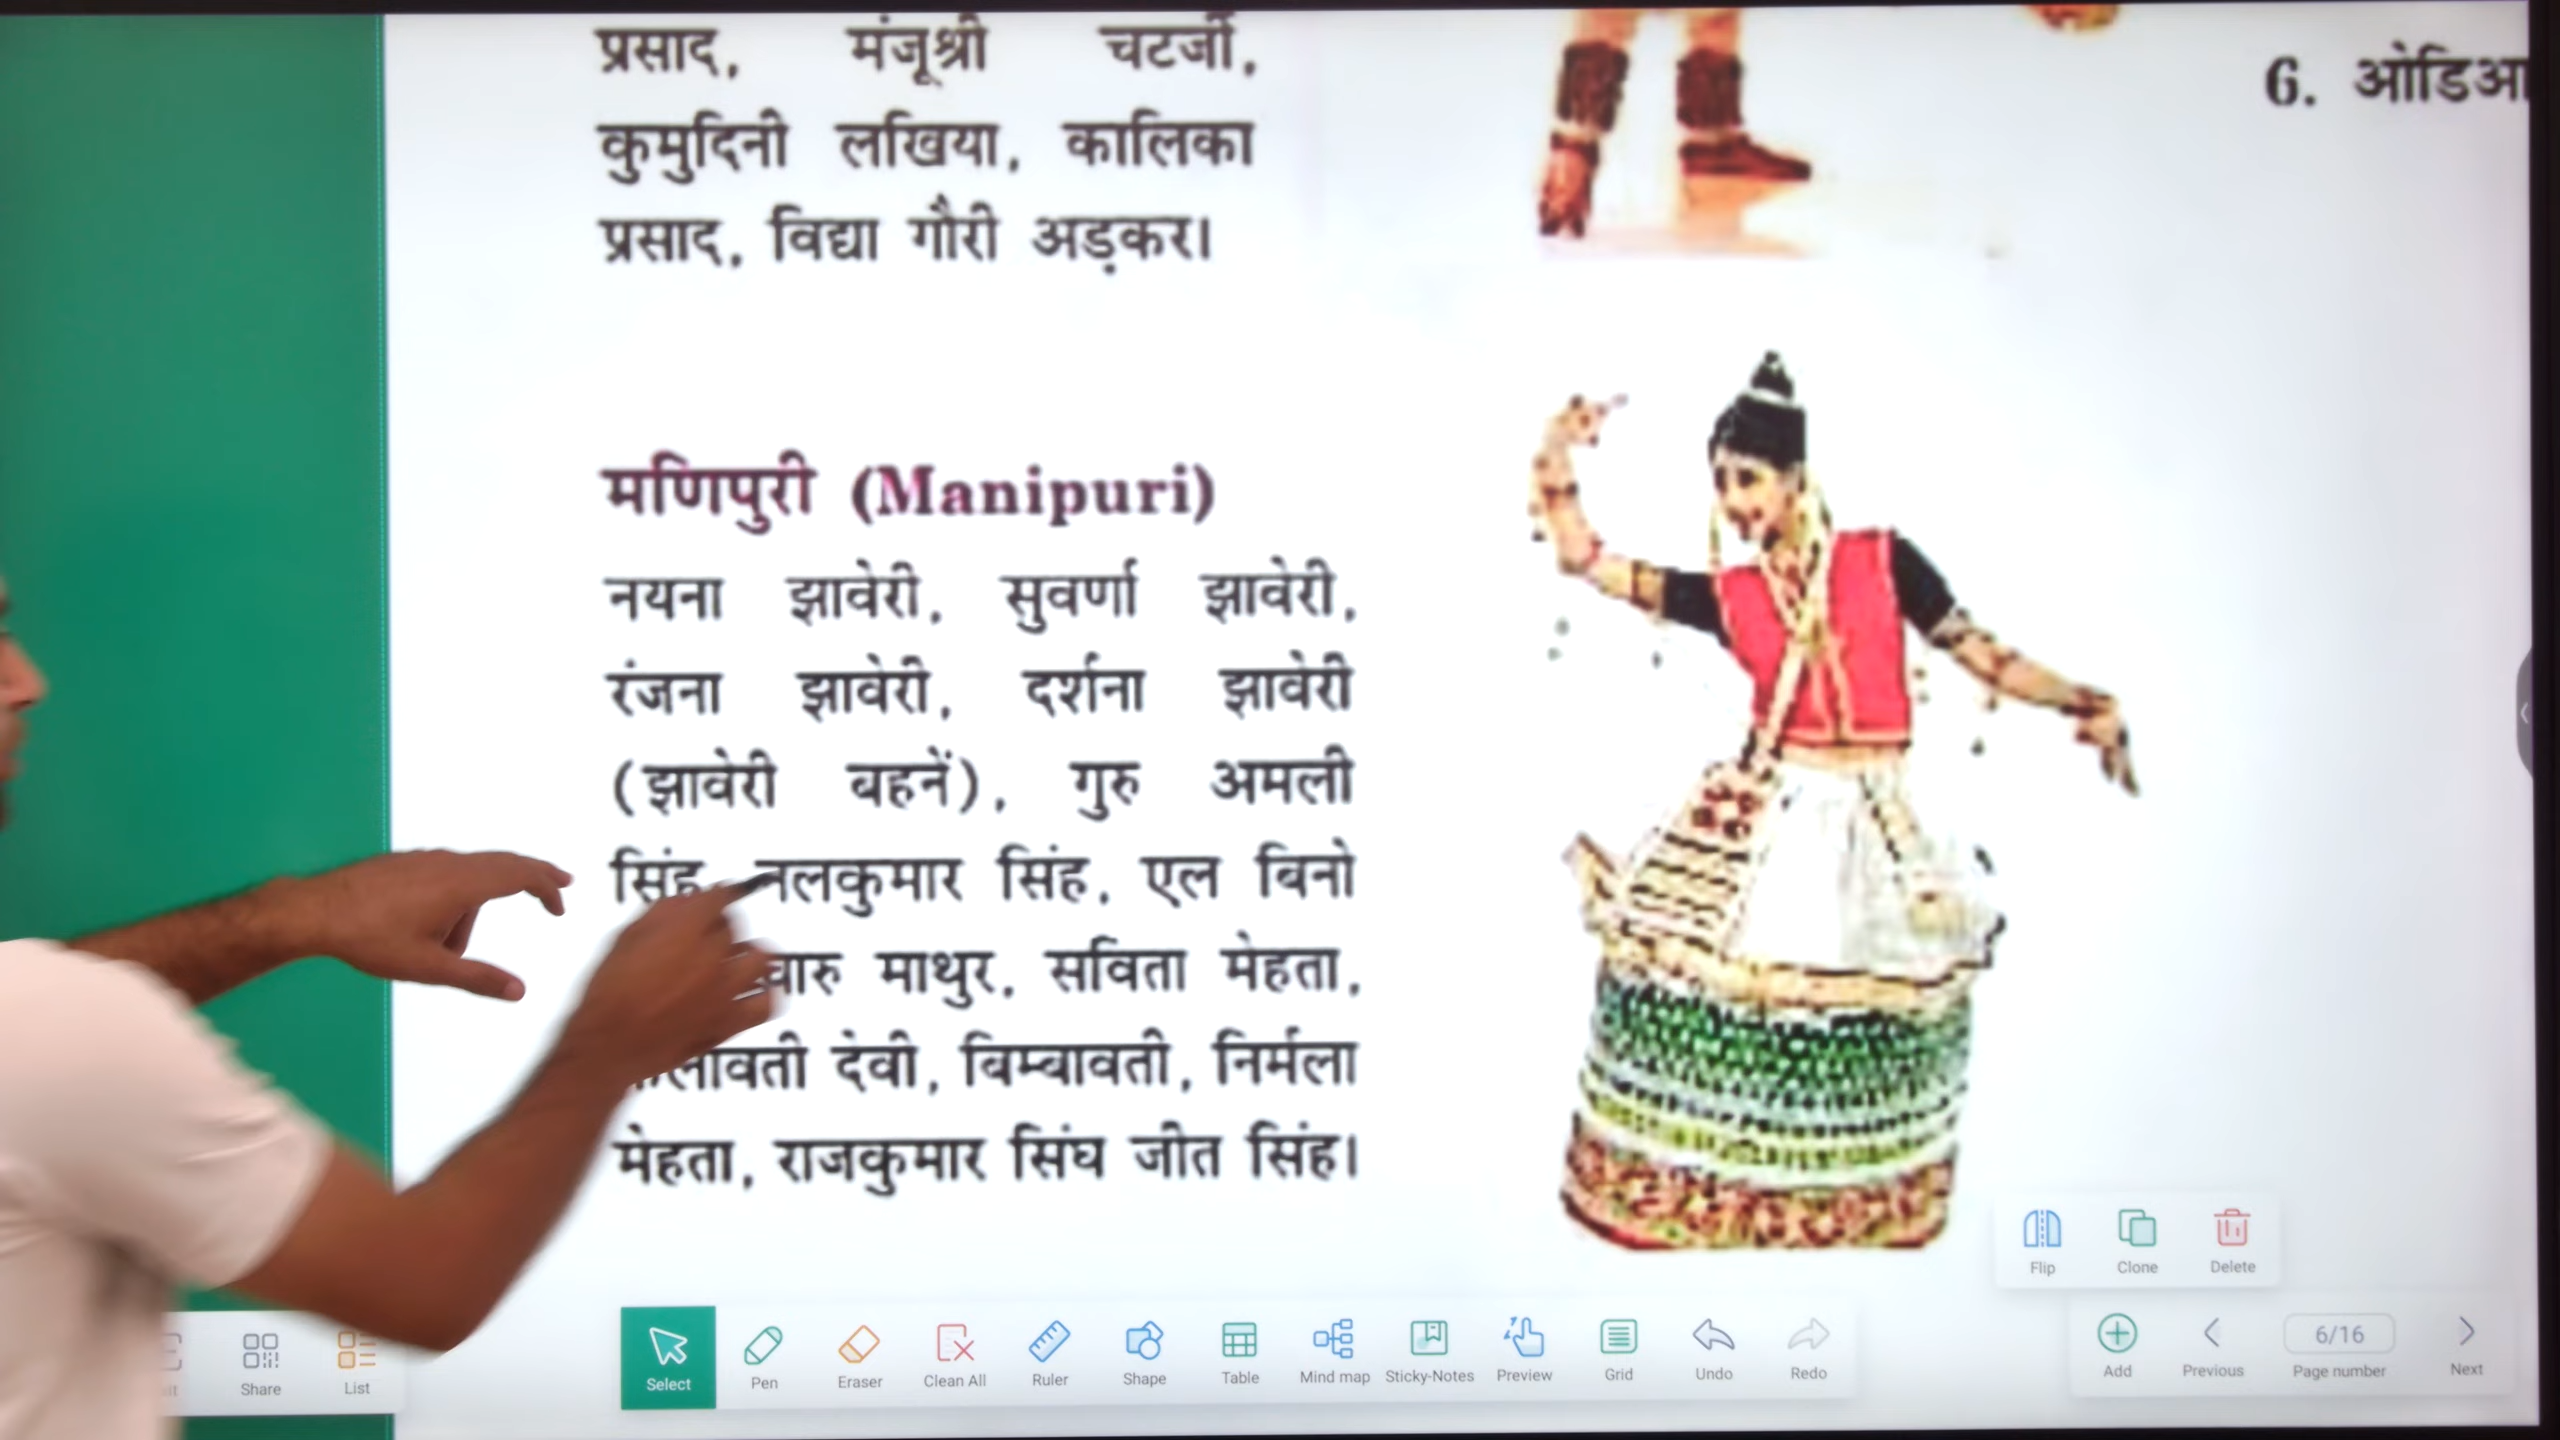 प्रसाद, मंजूश्री चटर्जी,
कुमुदिनी लखिया, कालिका
प्रसाद, विद्या गौरी अड़कर।
6. ओडिआ
मणिपुरी (Manipuri)
नयना झावेरी, सुवर्णा झावेरी,
रंजना झावेरी, दर्शना झावेरी
(झावेरी बहनें), गुरु अमली
सिंह नलकुमार सिंह, एल बिनो
माथुर, सविता मेहता,
देवी, बिम्बावती, निर्मला
मेहता, राजकुमार सिंघ जीत सिंह।
Flip Clone Delete
Share List Select Pen Eraser Clean All Ruler Shape Table Mind map Sticky-Notes Preview Grid Undo Redo Add Previous 6/16 Page number Next